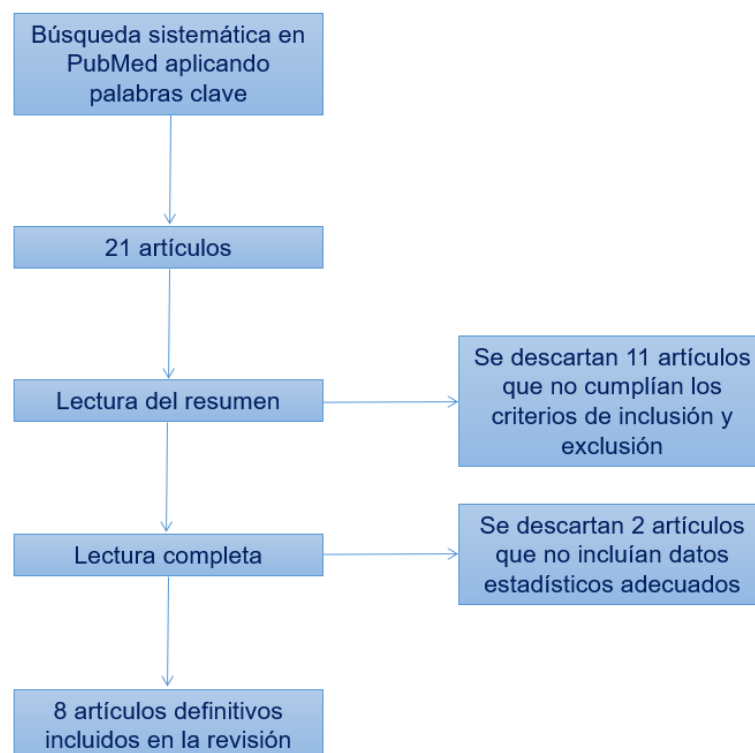 Búsqueda sistemática en
PubMed aplicando
palabras clave
21 artículos
Lectura del resumen
Se descartan 11 artículos
que no cumplían los
criterios de inclusión y
exclusión
Lectura completa
Se descartan 2 artículos
que no incluían datos
estadísticos adecuados
8 artículos definitivos
incluidos en la revisión